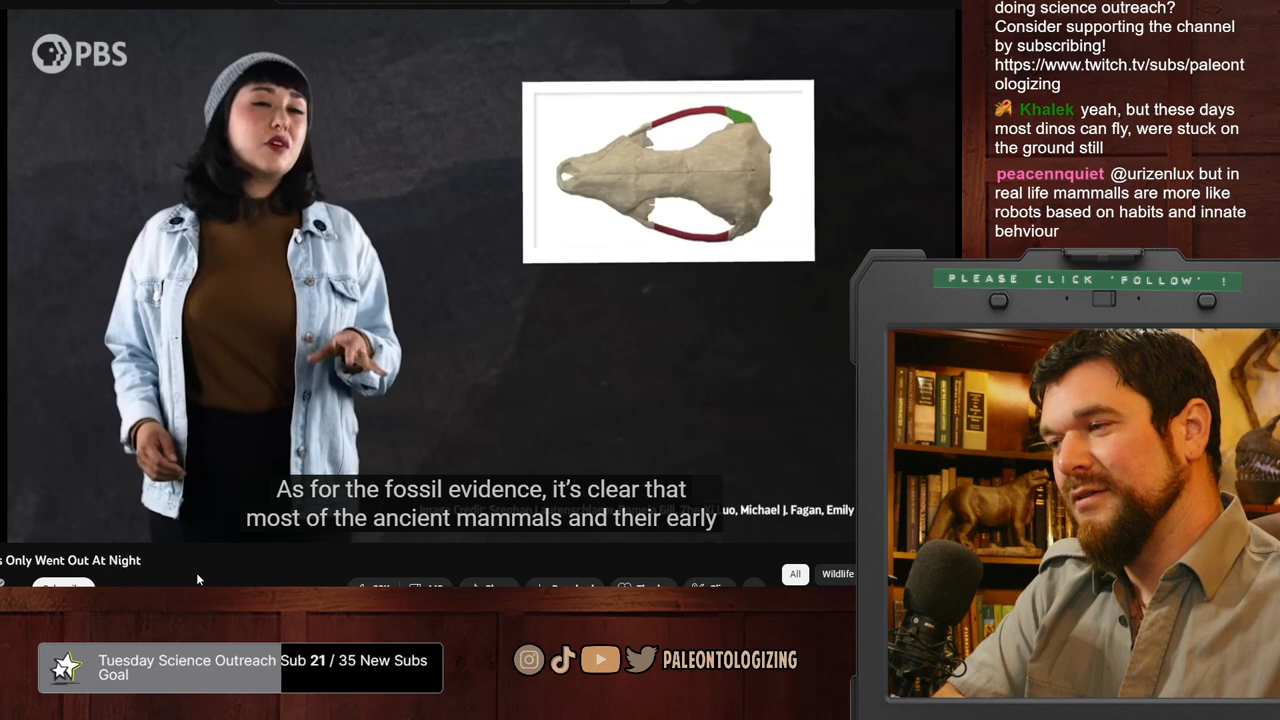 PBS
As for the fossil evidence, it's clear that
most of the ancient mammals and their early
uo, Michael J. Fagan, Emily
Only Went Out At Night
All
Wildlife
Tuesday Science Outreach Sub 21 / 35 New Subs
Goal
PALEONTOLOGIZING
doing science outreach?
Consider supporting the channel
by subscribing!
https://www.twitch.tv/subs/paleont
ologizing
Khalek yeah, but these days
most dinos can fly, were stuck on
the ground still
peacennquiet @urizenlux but in
real life mammalls are more like
robots based on habits and innate
behviour
PLEASE CLICK 'FOLLOW' !